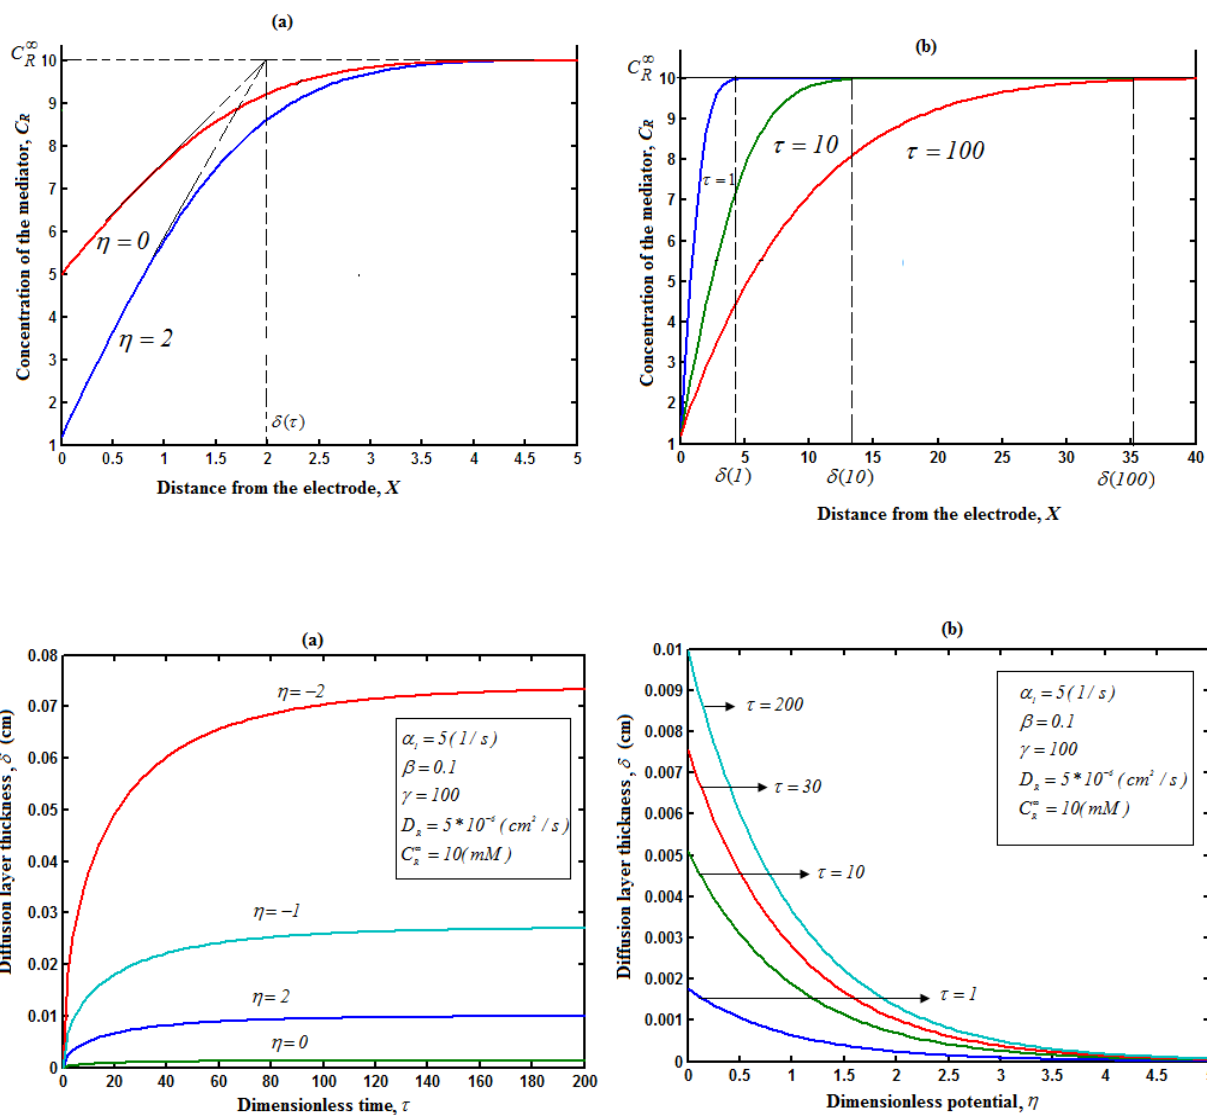 (a)
C_R^∞
10
9
8
7
6
5
4
3
2
1
Concentration of the mediator, C_R
η = 0
η = 2
δ(τ)
0 0.5 1 1.5 2 2.5 3 3.5 4 4.5 5
Distance from the electrode, X
(b)
C_R^∞
10
9
8
7
6
5
4
3
2
1
Concentration of the mediator, C_R
τ = 1
τ = 10
τ = 100
0 5 10 15 20 25 30 35 40
δ(1) δ(10) δ(100)
Distance from the electrode, X
(a)
0.08
0.07
0.06
0.05
0.04
0.03
0.02
0.01
0
Diffusion layer thickness, δ (cm)
η = −2
η = −1
η = 2
η = 0
α_i = 5(1/s)
β = 0.1
γ = 100
D_R = 5*10⁻⁶(cm²/s)
C_R^∞ = 10(mM)
0 20 40 60 80 100 120 140 160 180 200
Dimensionless time, τ
(b)
0.01
0.009
0.008
0.007
0.006
0.005
0.004
0.003
0.002
0.001
0
Diffusion layer thickness, δ (cm)
τ = 200
τ = 30
τ = 10
τ = 1
α_i = 5(1/s)
β = 0.1
γ = 100
D_R = 5*10⁻⁶(cm²/s)
C_R^∞ = 10(mM)
0 0.5 1 1.5 2 2.5 3 3.5 4 4.5
Dimensionless potential, η